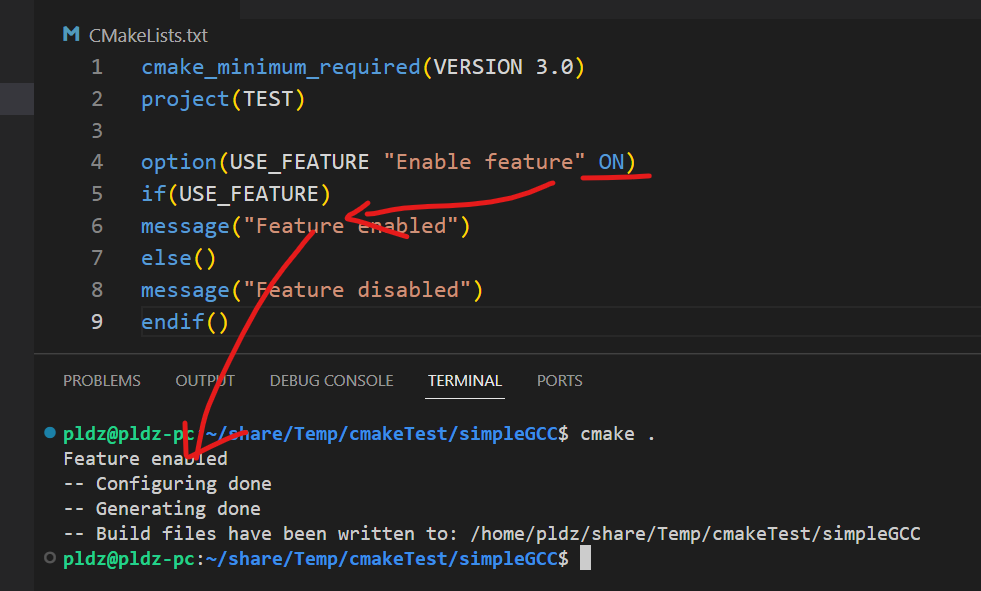 M CMakeLists.txt
1 cmake_minimum_required(VERSION 3.0)
2 project(TEST)
3
4 option(USE_FEATURE "Enable feature" ON)
5 if(USE_FEATURE)
6 message("Feature enabled")
7 else()
8 message("Feature disabled")
9 endif()
PROBLEMS OUTPUT DEBUG CONSOLE TERMINAL PORTS
pldz@pldz-pc:~/share/Temp/cmakeTest/simpleGCC$ cmake .
Feature enabled
-- Configuring done
-- Generating done
-- Build files have been written to: /home/pldz/share/Temp/cmakeTest/simpleGCC
pldz@pldz-pc:~/share/Temp/cmakeTest/simpleGCC$